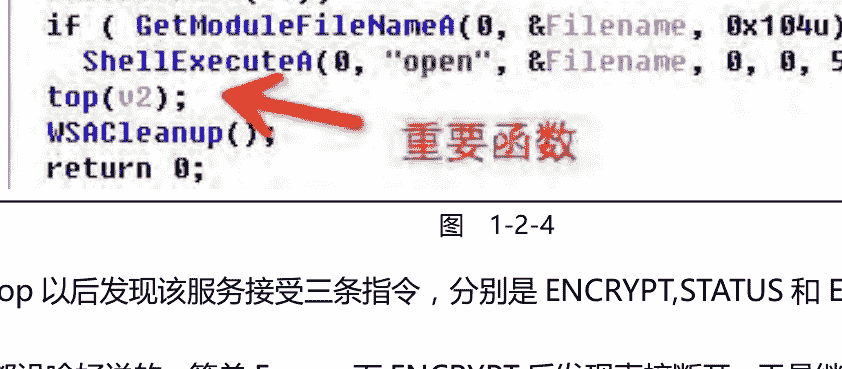 if ( GetModuleFileNameA(0, &Filename, 0x104u)
ShellExecuteA(0, "open", &Filename, 0, 0, 5
top(v2);
WSACleanup();
return 0;
重要函数
图 1-2-4
op 以后发现该服务接受三条指令，分别是 ENCRYPT,STATUS 和 E